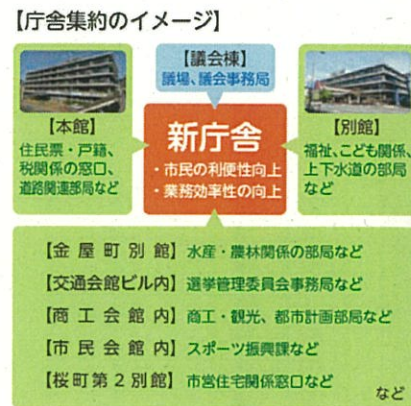 【庁舎集約のイメージ】
【議会棟】
議場、議会事務局
【本館】
住民票・戸籍、
税関係の窓口、
道路関連部局など
新庁舎
・市民の利便性向上
・業務効率性の向上
【別館】
福祉、こども関係、
上下水道の部局
など
【金屋町別館】水産・農林関係の部局など
【交通会館ビル内】選挙管理委員会事務局など
【商工会館内】商工・観光、都市計画部局など
【市民会館内】スポーツ振興課など
【桜町第2別館】市営住宅関係窓口など
など